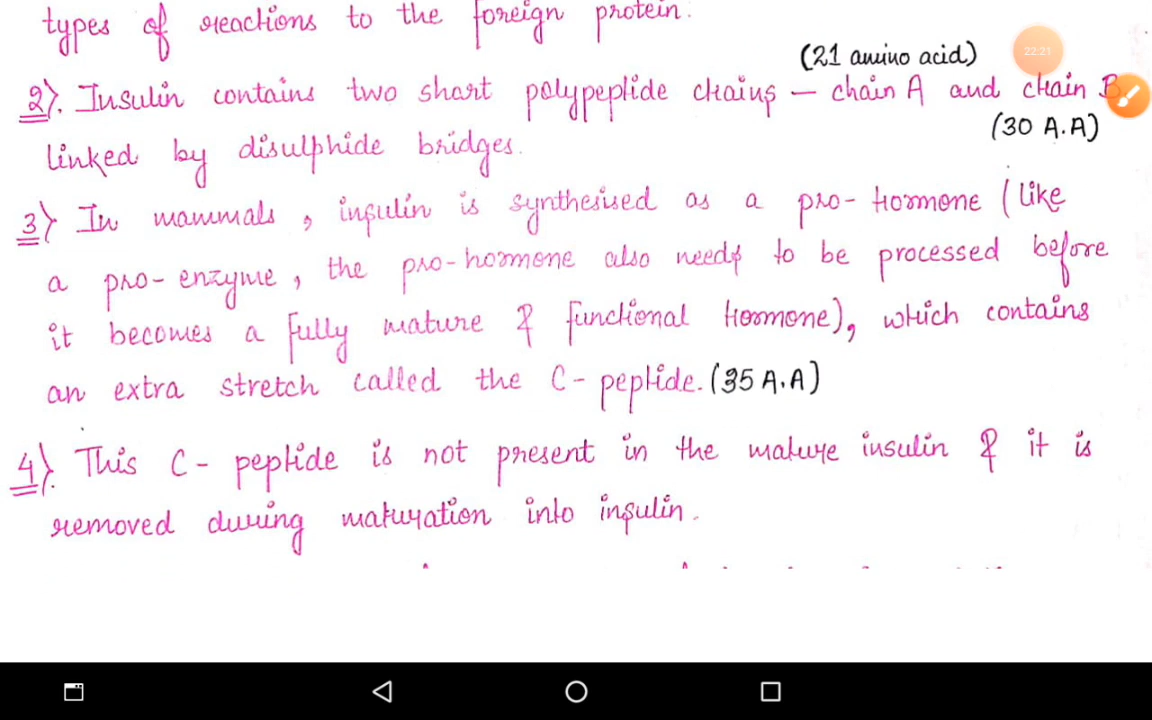 types of reactions to the foreign protein.
(21 amino acid)
22:21
2). Insulin contains two short polypeptide chains – chain A and chain B
(30 A.A)
linked by disulphide bridges.
3) In mammals, insulin is synthesised as a pro-hormone (like
a pro-enzyme, the pro-hormone also needs to be processed before
it becomes a fully mature & functional hormone), which contains
an extra stretch called the C-peptide. (35 A.A)
4). This C-peptide is not present in the mature insulin & it is
removed during maturation into insulin.